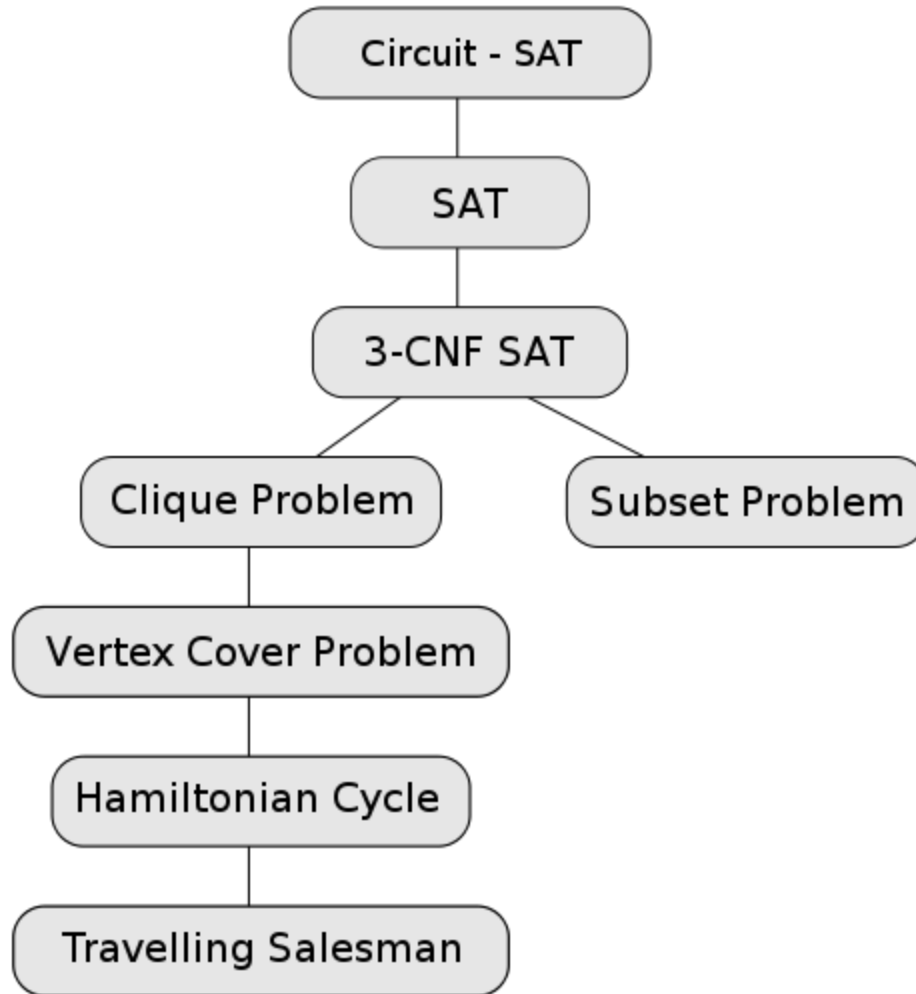 Circuit - SAT
SAT
3-CNF SAT
Clique Problem
Subset Problem
Vertex Cover Problem
Hamiltonian Cycle
Travelling Salesman